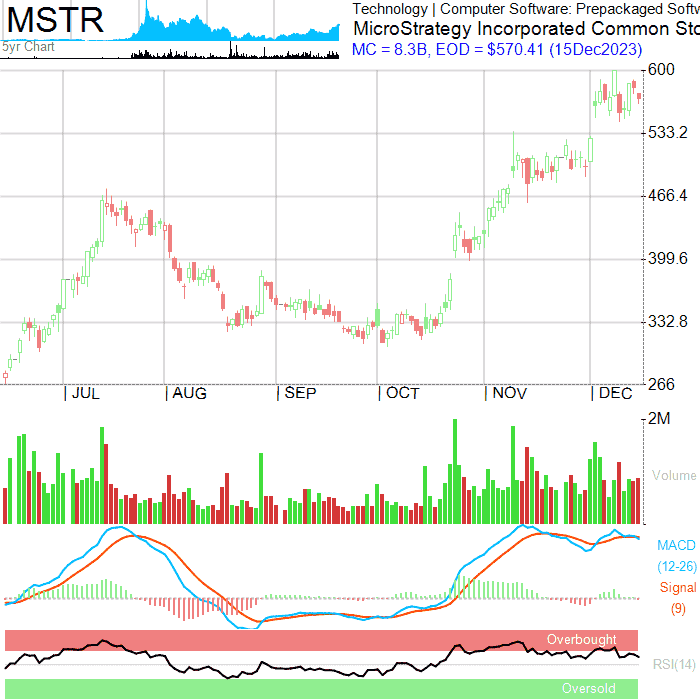 MSTR
5yr Chart
Technology | Computer Software: Prepackaged Softw
MicroStrategy Incorporated Common Sto
MC = 8.3B, EOD = $570.41 (15Dec2023)
600
533.2
466.4
399.6
332.8
266
| JUL | AUG | SEP | OCT | NOV | DEC
2M
Volume
MACD
(12-26)
Signal
(9)
Overbought
RSI(14)
Oversold